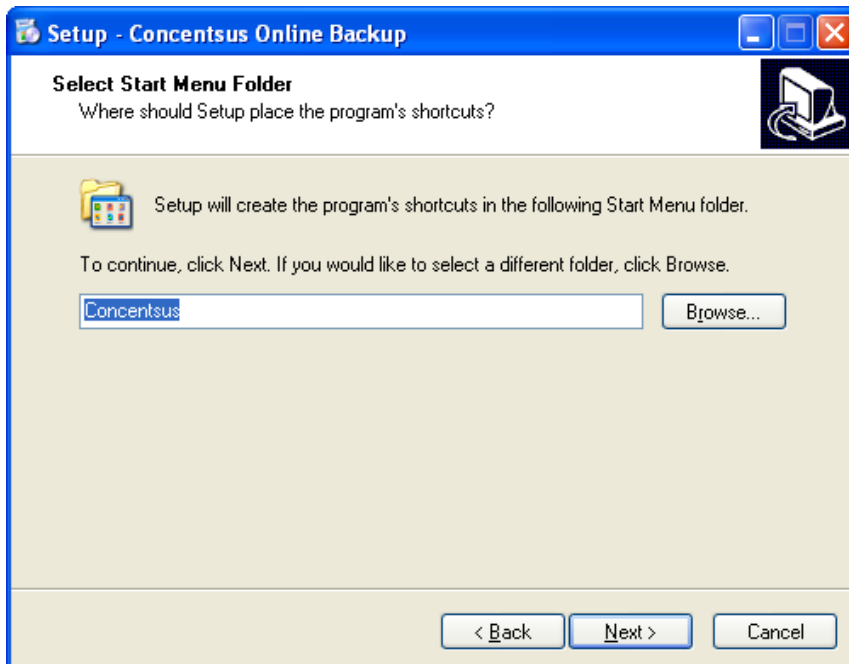 Setup - Concentsus Online Backup
Select Start Menu Folder
Where should Setup place the program's shortcuts?
Setup will create the program's shortcuts in the following Start Menu folder.
To continue, click Next. If you would like to select a different folder, click Browse.
Concentsus
Browse...
< Back
Next >
Cancel